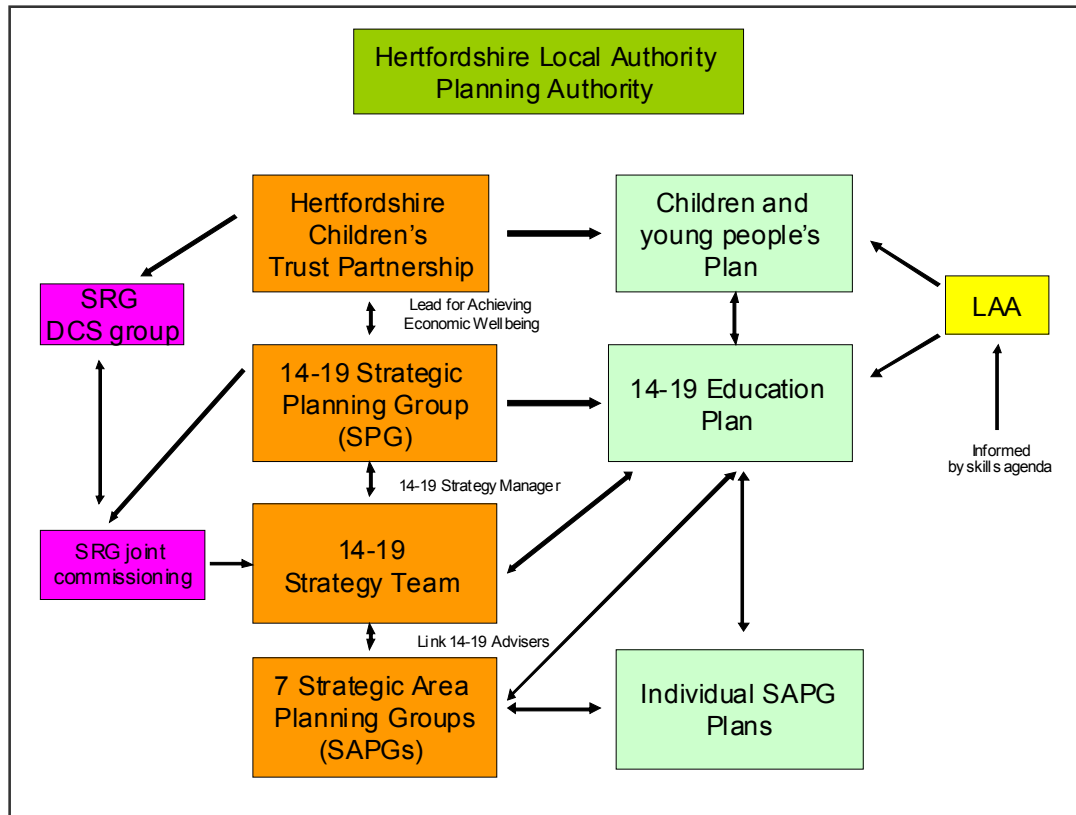 Hertfordshire Local Authority
Planning Authority
Hertfordshire
Children's
Trust Partnership
Children and
young people's
Plan
SRG
DCS group
Lead for Achieving
Economic Wellbeing
LAA
14-19 Strategic
Planning Group
(SPG)
14-19 Education
Plan
Informed
by skills agenda
14-19 Strategy Manager
SRG joint
commissioning
14-19
Strategy Team
Link 14-19 Advisers
7 Strategic Area
Planning Groups
(SAPGs)
Individual SAPG
Plans